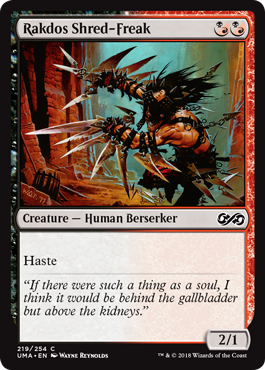 Rakdos Shred-Freak
Creature — Human Berserker
Haste
“If there were such a thing as a soul, I
think it would be behind the gallbladder
but above the kidneys.”
2/1
219/254 C
UMA • EN Wayne Reynolds
™ & © 2018 Wizards of the Coast